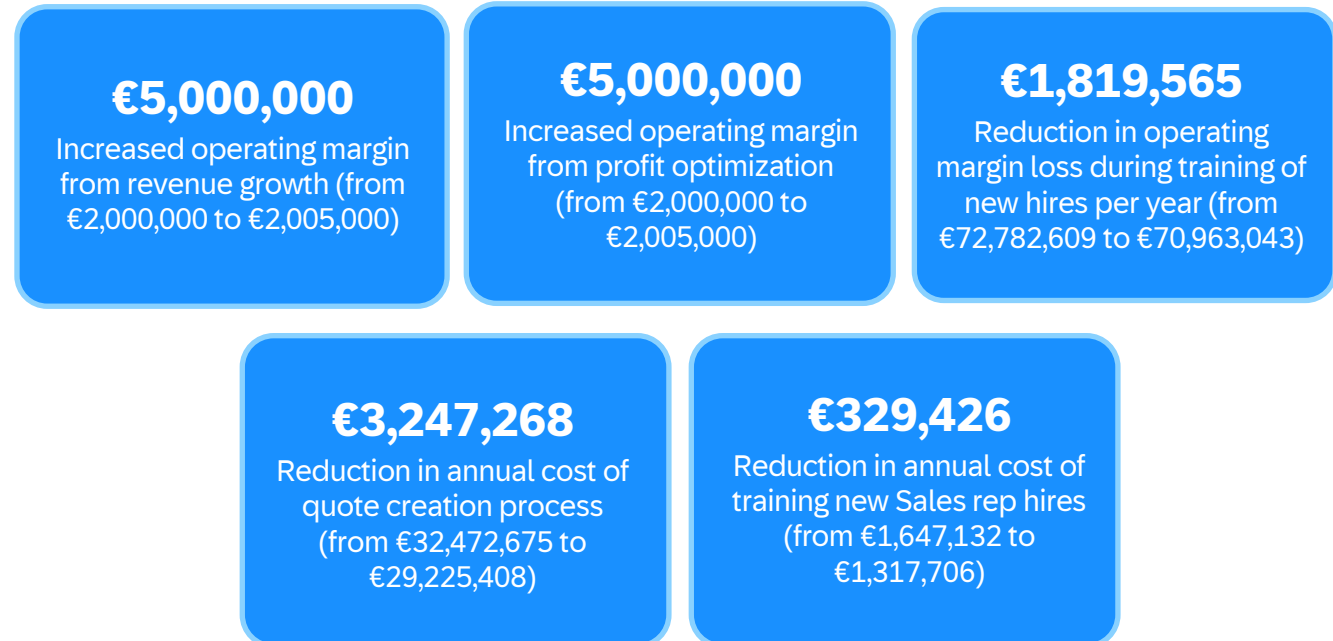 €5,000,000
Increased operating margin
from revenue growth (from
€2,000,000 to €2,005,000)
€5,000,000
Increased operating margin
from profit optimization
(from €2,000,000 to
€2,005,000)
€1,819,565
Reduction in operating
margin loss during training of
new hires per year (from
€72,782,609 to €70,963,043)
€3,247,268
Reduction in annual cost of
quote creation process
(from €32,472,675 to
€29,225,408)
€329,426
Reduction in annual cost of
training new Sales rep hires
(from €1,647,132 to
€1,317,706)